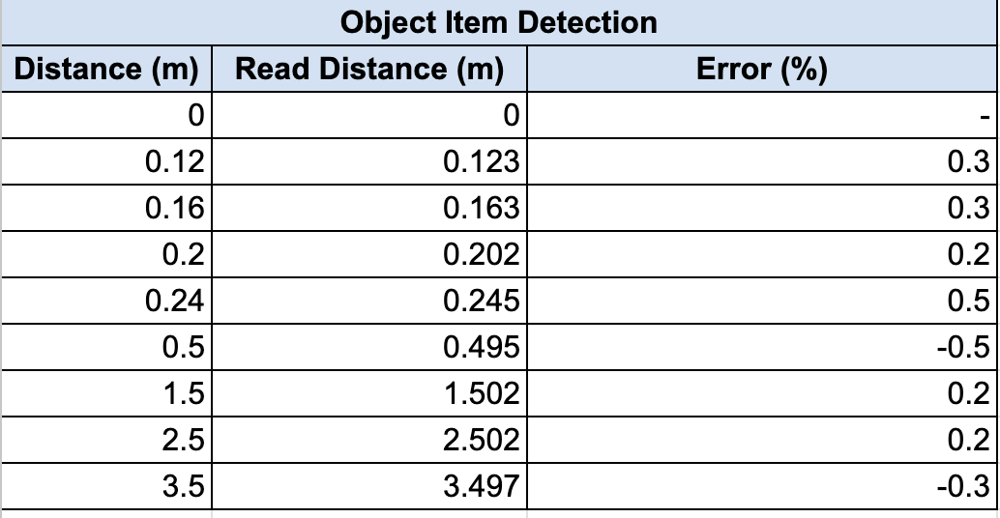 Object Item Detection
Distance (m) Read Distance (m) Error (%)
0 0 -
0.12 0.123 0.3
0.16 0.163 0.3
0.2 0.202 0.2
0.24 0.245 0.5
0.5 0.495 -0.5
1.5 1.502 0.2
2.5 2.502 0.2
3.5 3.497 -0.3